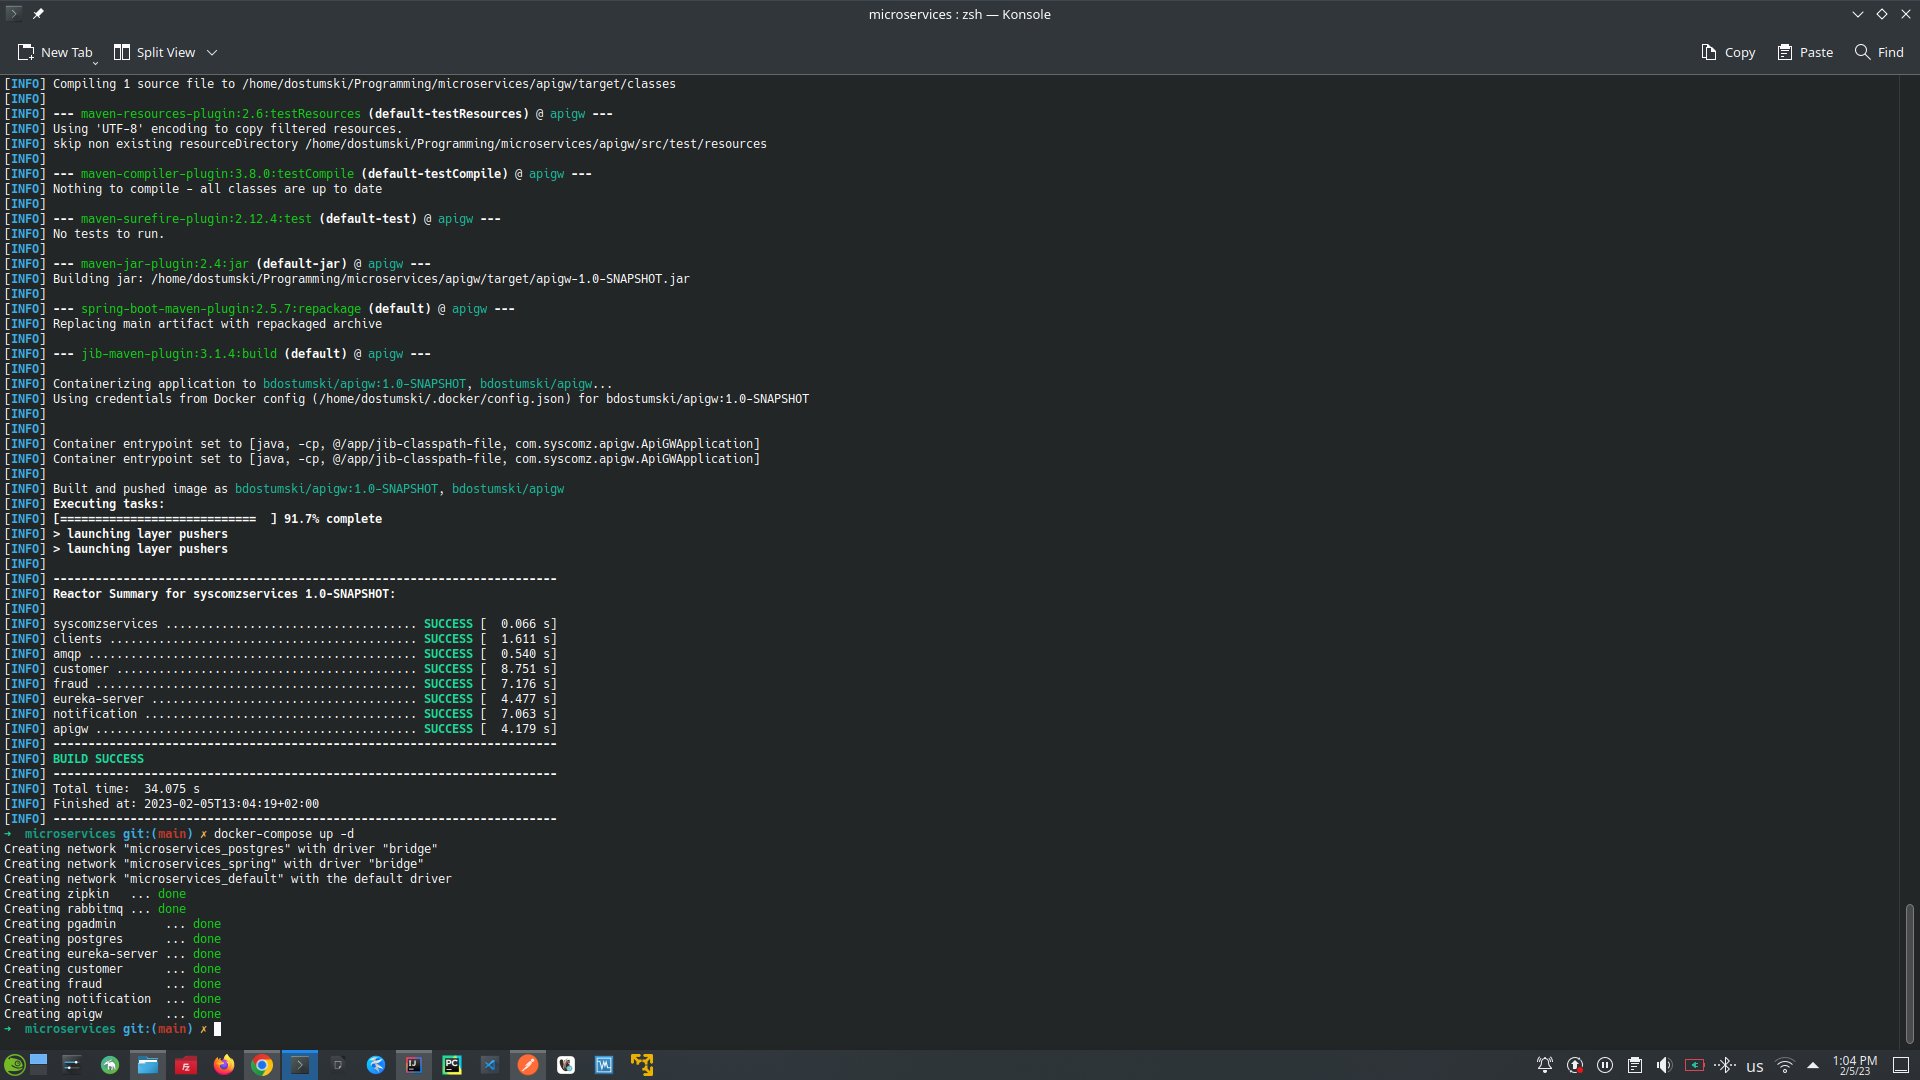 microservices : zsh — Konsole
New Tab
Split View
Copy
Paste
Find
[INFO] Compiling 1 source file to /home/dostumski/Programming/microservices/apigw/target/classes
[INFO]
[INFO] --- maven-resources-plugin:2.6:testResources (default-testResources) @ apigw ---
[INFO] Using 'UTF-8' encoding to copy filtered resources.
[INFO] skip non existing resourceDirectory /home/dostumski/Programming/microservices/apigw/src/test/resources
[INFO]
[INFO] --- maven-compiler-plugin:3.8.0:testCompile (default-testCompile) @ apigw ---
[INFO] Nothing to compile - all classes are up to date
[INFO]
[INFO] --- maven-surefire-plugin:2.12.4:test (default-test) @ apigw ---
[INFO] No tests to run.
[INFO]
[INFO] --- maven-jar-plugin:2.4:jar (default-jar) @ apigw ---
[INFO] Building jar: /home/dostumski/Programming/microservices/apigw/target/apigw-1.0-SNAPSHOT.jar
[INFO]
[INFO] --- spring-boot-maven-plugin:2.5.7:repackage (default) @ apigw ---
[INFO] Replacing main artifact with repackaged archive
[INFO]
[INFO] --- jib-maven-plugin:3.1.4:build (default) @ apigw ---
[INFO]
[INFO] Containerizing application to bdostumski/apigw:1.0-SNAPSHOT, bdostumski/apigw...
[INFO] Using credentials from Docker config (/home/dostumski/.docker/config.json) for bdostumski/apigw:1.0-SNAPSHOT
[INFO]
[INFO]
[INFO] Container entrypoint set to [java, -cp, @/app/jib-classpath-file, com.syscomz.apigw.ApiGWApplication]
[INFO] Container entrypoint set to [java, -cp, @/app/jib-classpath-file, com.syscomz.apigw.ApiGWApplication]
[INFO]
[INFO] Built and pushed image as bdostumski/apigw:1.0-SNAPSHOT, bdostumski/apigw
[INFO] Executing tasks:
[INFO] [============================  ] 91.7% complete
[INFO] > launching layer pushers
[INFO] > launching layer pushers
[INFO]
[INFO] ------------------------------------------------------------------------
[INFO] Reactor Summary for syscomzservices 1.0-SNAPSHOT:
[INFO]
[INFO] syscomzservices .................................... SUCCESS [  0.066 s]
[INFO] clients ............................................ SUCCESS [  1.611 s]
[INFO] amqp ............................................... SUCCESS [  0.540 s]
[INFO] customer ........................................... SUCCESS [  8.751 s]
[INFO] fraud .............................................. SUCCESS [  7.176 s]
[INFO] eureka-server ...................................... SUCCESS [  4.477 s]
[INFO] notification ....................................... SUCCESS [  7.063 s]
[INFO] apigw .............................................. SUCCESS [  4.179 s]
[INFO] ------------------------------------------------------------------------
[INFO] BUILD SUCCESS
[INFO] ------------------------------------------------------------------------
[INFO] Total time:  34.075 s
[INFO] Finished at: 2023-02-05T13:04:19+02:00
[INFO] ------------------------------------------------------------------------
➜  microservices git:(main) ✗ docker-compose up -d
Creating network "microservices_postgres" with driver "bridge"
Creating network "microservices_spring" with driver "bridge"
Creating network "microservices_default" with the default driver
Creating zipkin   ... done
Creating rabbitmq ... done
Creating pgadmin       ... done
Creating postgres      ... done
Creating eureka-server ... done
Creating customer      ... done
Creating fraud         ... done
Creating notification  ... done
Creating apigw         ... done
➜  microservices git:(main) ✗
us
1:04 PM
2/5/23